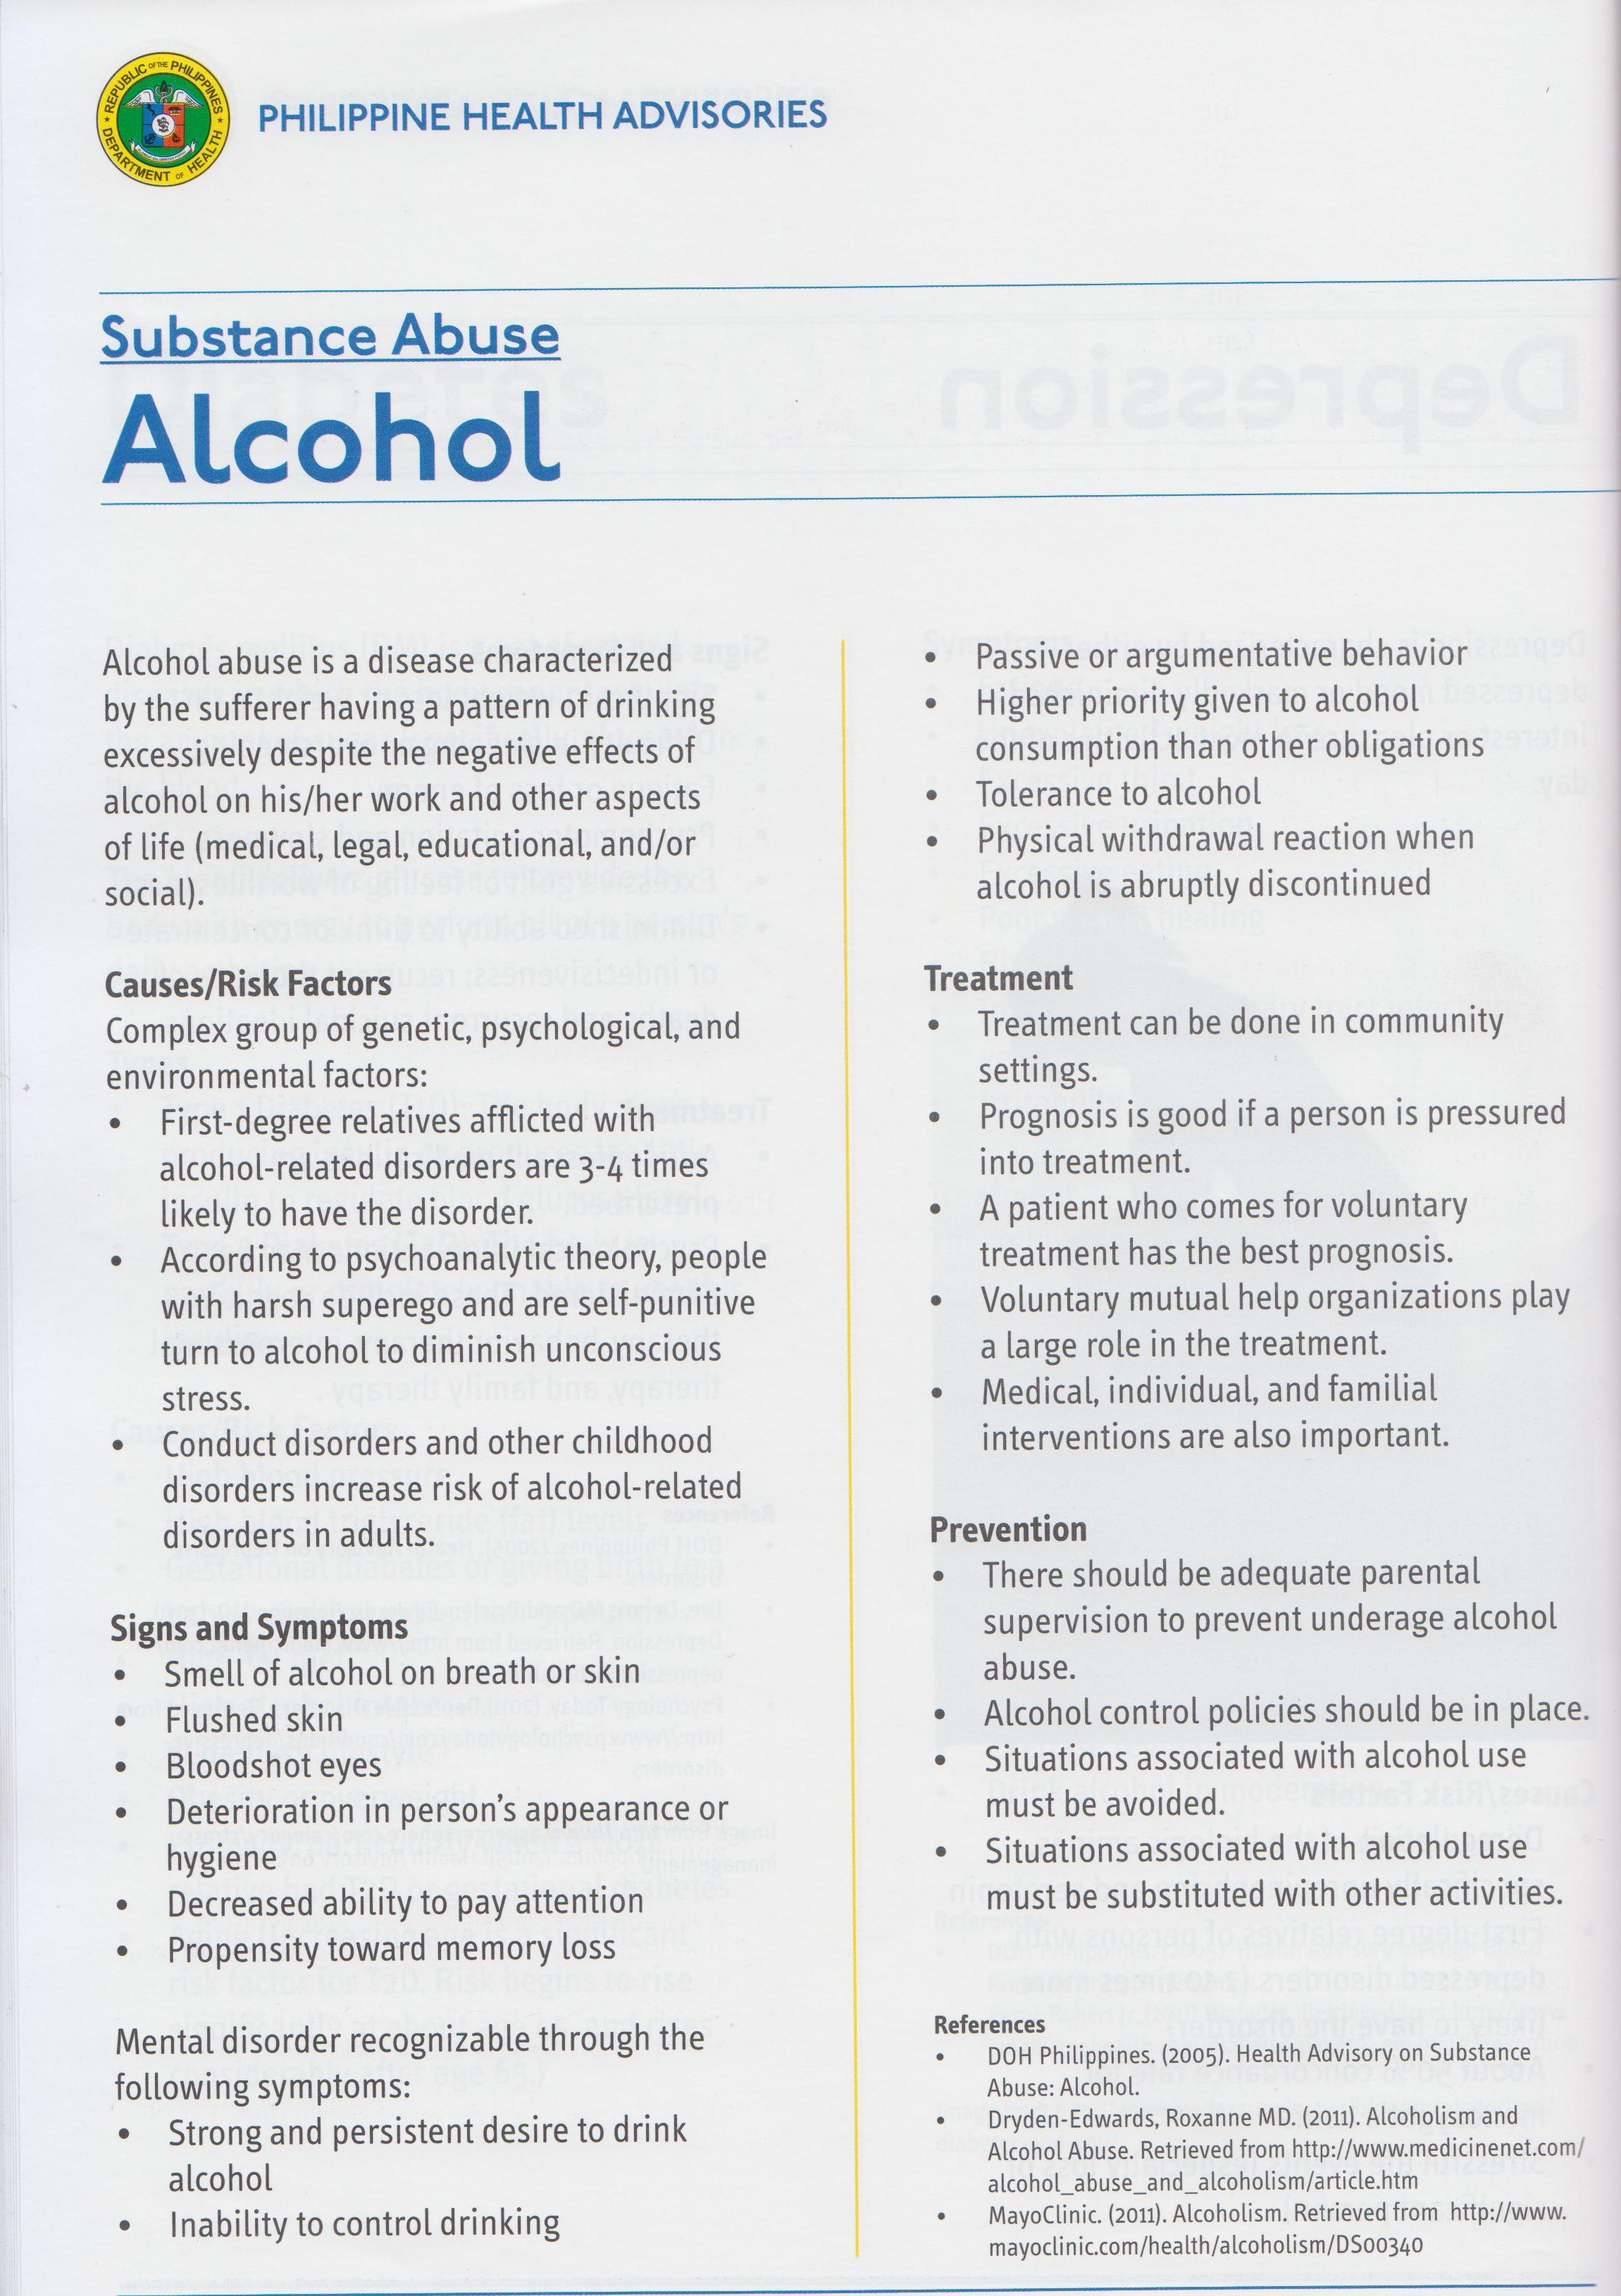 REPUBLIC OF THE PHILIPPINES
DEPARTMENT OF HEALTH
PHILIPPINE HEALTH ADVISORIES
Substance Abuse
Alcohol
Alcohol abuse is a disease characterized
by the sufferer having a pattern of drinking
excessively despite the negative effects of
alcohol on his/her work and other aspects
of life (medical, legal, educational, and/or
social).
Causes/Risk Factors
Complex group of genetic, psychological, and
environmental factors:
• First-degree relatives afflicted with
alcohol-related disorders are 3-4 times
likely to have the disorder.
• According to psychoanalytic theory, people
with harsh superego and are self-punitive
turn to alcohol to diminish unconscious
stress.
• Conduct disorders and other childhood
disorders increase risk of alcohol-related
disorders in adults.
Signs and Symptoms
• Smell of alcohol on breath or skin
• Flushed skin
• Bloodshot eyes
• Deterioration in person's appearance or
hygiene
• Decreased ability to pay attention
• Propensity toward memory loss
Mental disorder recognizable through the
following symptoms:
• Strong and persistent desire to drink
alcohol
• Inability to control drinking
• Passive or argumentative behavior
• Higher priority given to alcohol
consumption than other obligations
• Tolerance to alcohol
• Physical withdrawal reaction when
alcohol is abruptly discontinued
Treatment
• Treatment can be done in community
settings.
• Prognosis is good if a person is pressured
into treatment.
• A patient who comes for voluntary
treatment has the best prognosis.
• Voluntary mutual help organizations play
a large role in the treatment.
• Medical, individual, and familial
interventions are also important.
Prevention
• There should be adequate parental
supervision to prevent underage alcohol
abuse.
• Alcohol control policies should be in place.
• Situations associated with alcohol use
must be avoided.
• Situations associated with alcohol use
must be substituted with other activities.
References
• DOH Philippines. (2005). Health Advisory on Substance
Abuse: Alcohol.
• Dryden-Edwards, Roxanne MD. (2011). Alcoholism and
Alcohol Abuse. Retrieved from http://www.medicinenet.com/
alcohol_abuse_and_alcoholism/article.htm
• MayoClinic. (2011). Alcoholism. Retrieved from http://www.
mayoclinic.com/health/alcoholism/DS00340